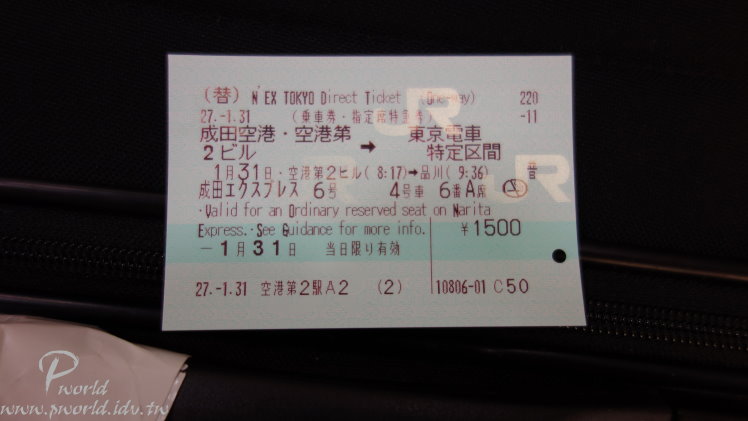 (替) N'EX TOKYO Direct Ticket (One-way) 220
27.-1.31 (乗車券・指定席特急券) -11
成田空港・空港第2ビル → 東京電車特定区間
1月31日・空港第2ビル( 8:17)→品川( 9:36) 普
成田エクスプレス 6号 4号車 6番A席
・Valid for an Ordinary reserved seat on Narita
Express.・See Guidance for more info. ¥1500
-1月31日 当日限り有効
27.-1.31 空港第2駅A2 (2) 10806-01 C50
JR
JR
P world
www.pworld.idv.tw